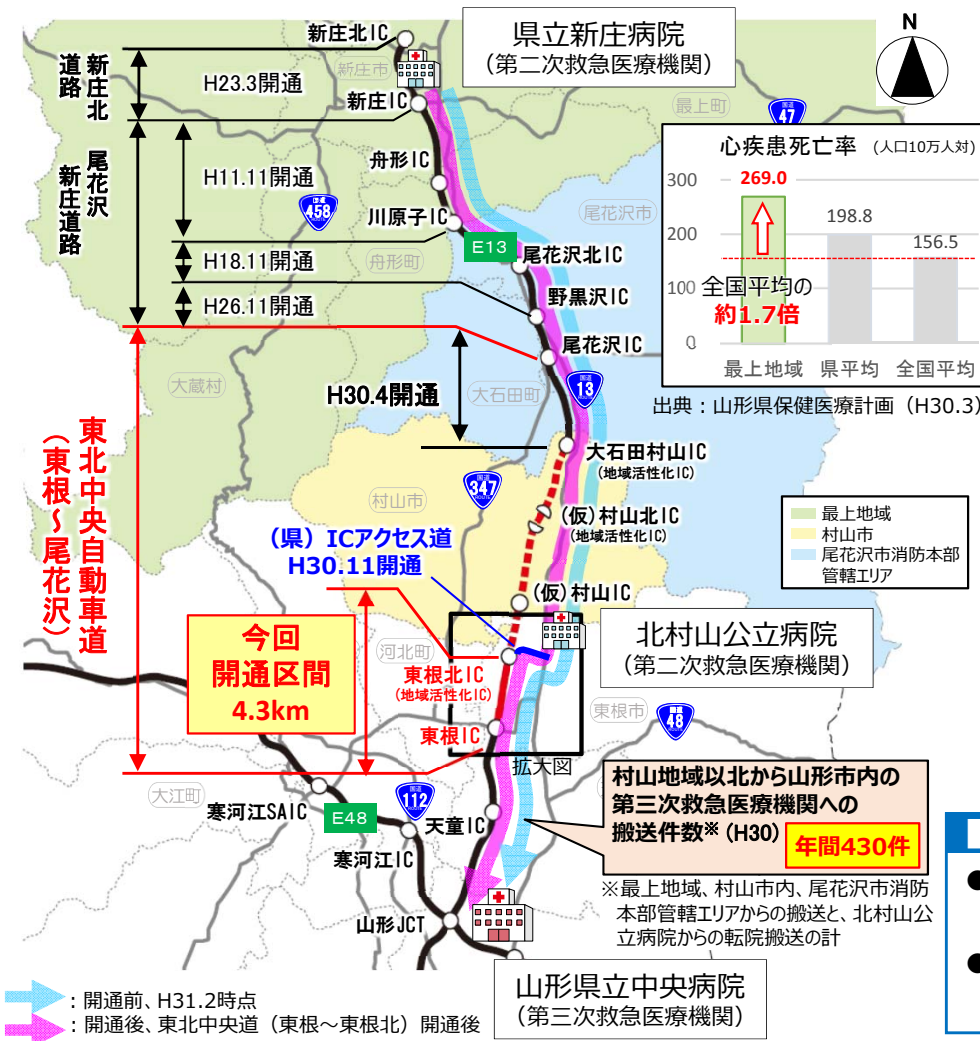 新庄北IC
県立新庄病院
(第二次救急医療機関)
N
新庄北
道路
H23.3開通
新庄市
新庄IC
最上町
国道
47
心疾患死亡率 (人口10万人対)
300
200
100
0
269.0
198.8
156.5
全国平均の
約1.7倍
最上地域
県平均
全国平均
出典:山形県保健医療計画(H30.3)
尾花沢
新庄道路
H11.11開通
国道
458
舟形IC
川原子IC
尾花沢市
E13
尾花沢北IC
H18.11開通
舟形町
野黒沢IC
H26.11開通
尾花沢IC
大蔵村
H30.4開通
大石田町
国道
13
大石田村山IC
(地域活性化IC)
東北中央自動車道
(東根~尾花沢)
村山市
国道
347
ROUTE
(仮)村山北IC
(地域活性化IC)
最上地域
村山市
尾花沢市消防本部
管轄エリア
(県)ICアクセス道
H30.11開通
(仮)村山IC
今回
開通区間
4.3km
河北町
北村山公立病院
(第二次救急医療機関)
東根北IC
(地域活性化IC)
東根IC
東根市
国道
48
拡大図
大江町
寒河江SAIC
国道
112
E48
天童IC
寒河江IC
村山地域以北から山形市内の
第三次救急医療機関への
搬送件数※(H30)
年間430件
※最上地域、村山市内、尾花沢市消防
本部管轄エリアからの搬送と、北村山公
立病院からの転院搬送の計
山形JCT
山形県立中央病院
(第三次救急医療機関)
:開通前、H31.2時点
:開通後、東北中央道(東根~東根北)開通後